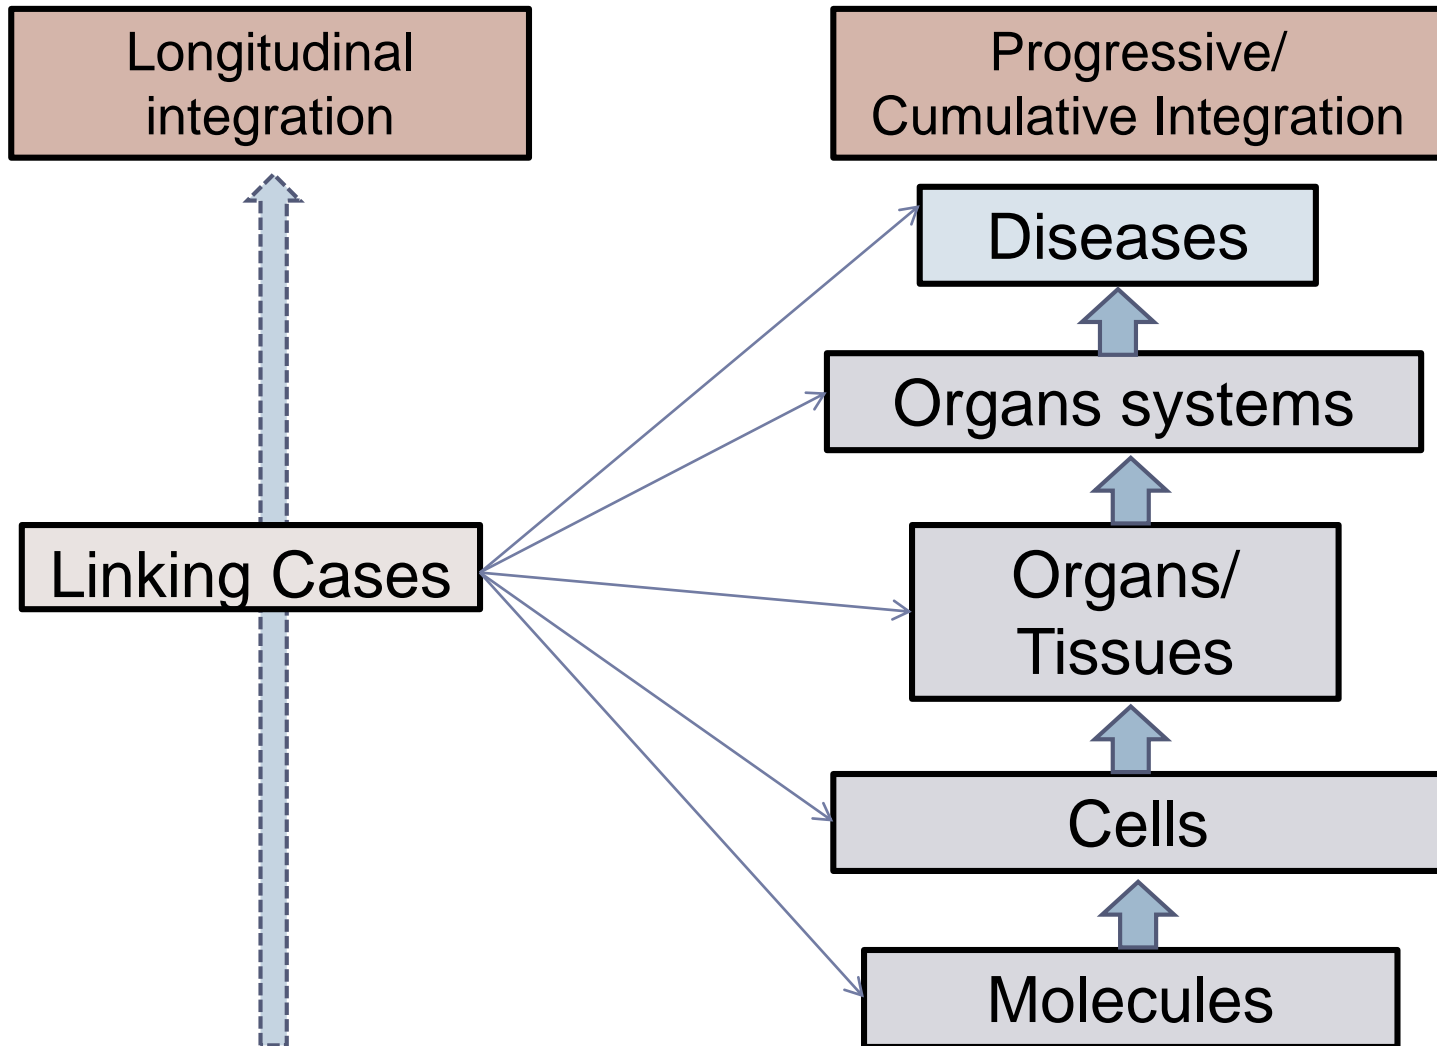 Longitudinal
integration
Progressive/
Cumulative Integration
Diseases
Organs systems
Linking Cases
Organs/
Tissues
Cells
Molecules